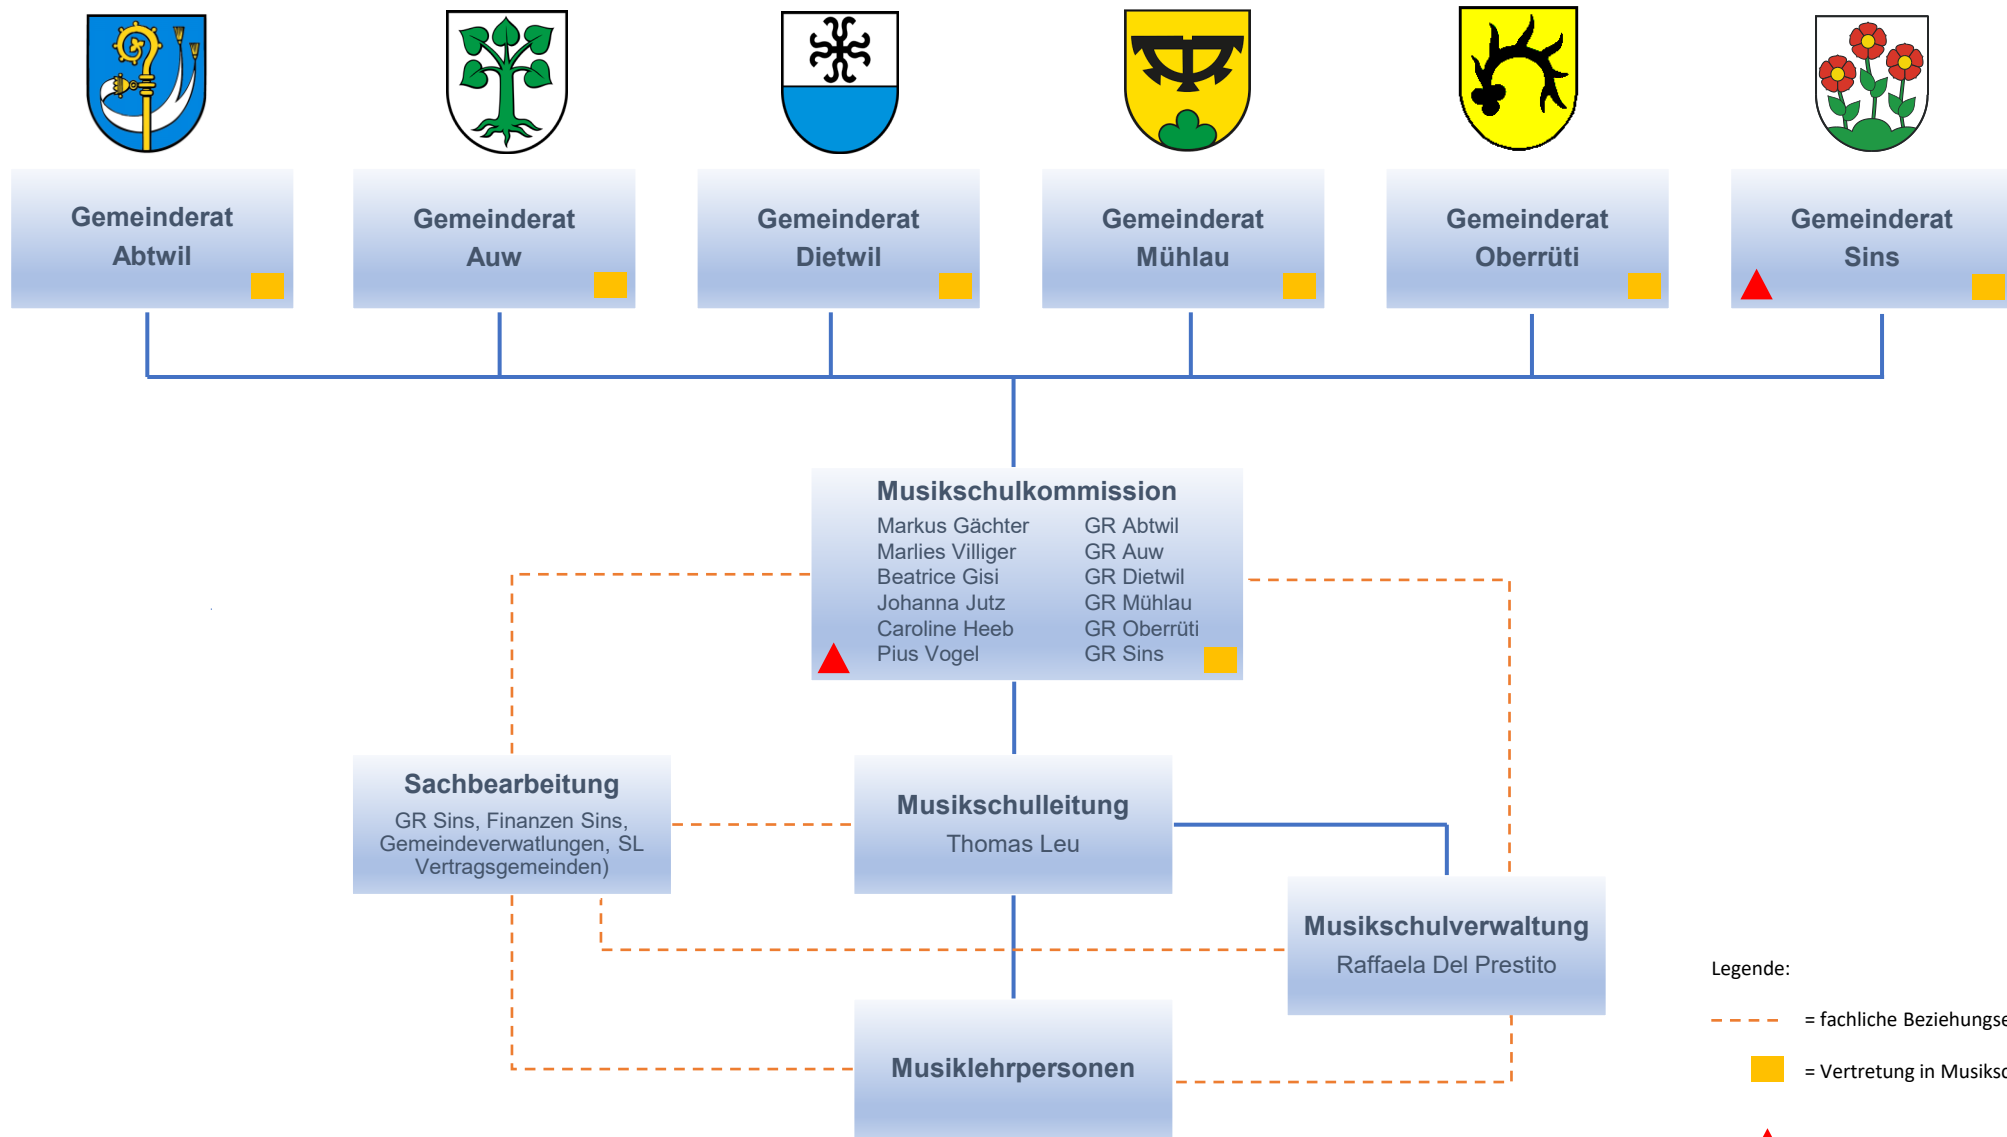 Gemeinderat
Abtwil
Gemeinderat
Auw
Gemeinderat
Dietwil
Gemeinderat
Mühlau
Gemeinderat
Oberrüti
Gemeinderat
Sins
Musikschulkommission
Markus Gächter GR Abtwil
Marlies Villiger GR Auw
Beatrice Gisi GR Dietwil
Johanna Jutz GR Mühlau
Caroline Heeb GR Oberrüti
Pius Vogel GR Sins
Sachbearbeitung
GR Sins, Finanzen Sins,
Gemeindeverwatlungen, SL
Vertragsgemeinden)
Musikschulleitung
Thomas Leu
Musikschulverwaltung
Raffaela Del Prestito
Musiklehrpersonen
Legende:
= fachliche
= Vertretung in